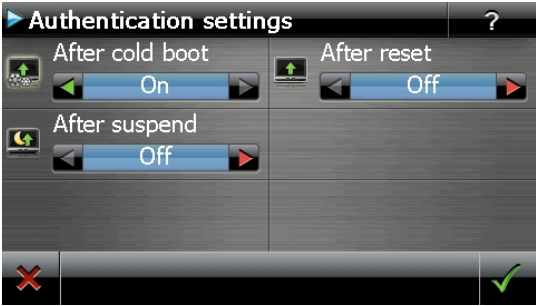 Authentication settings ?
After cold boot
On
After reset
Off
After suspend
Off